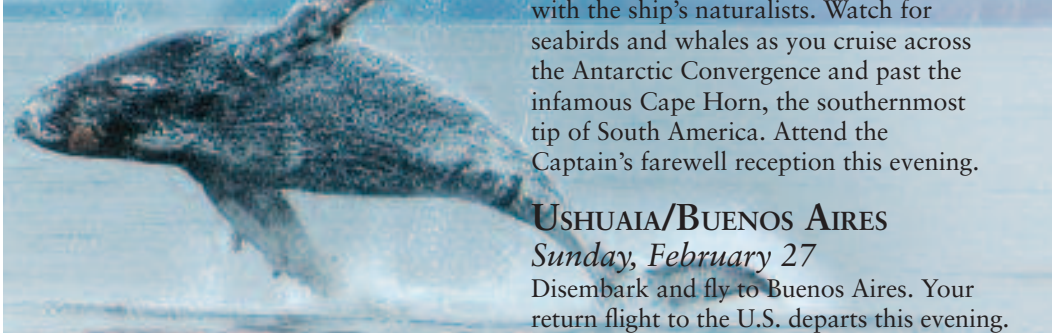 with the ship's naturalists. Watch for
seabirds and whales as you cruise across
the Antarctic Convergence and past the
infamous Cape Horn, the southernmost
tip of South America. Attend the
Captain's farewell reception this evening.
USHUAIA/BUENOS AIRES
Sunday, February 27
Disembark and fly to Buenos Aires. Your
return flight to the U.S. departs this evening.